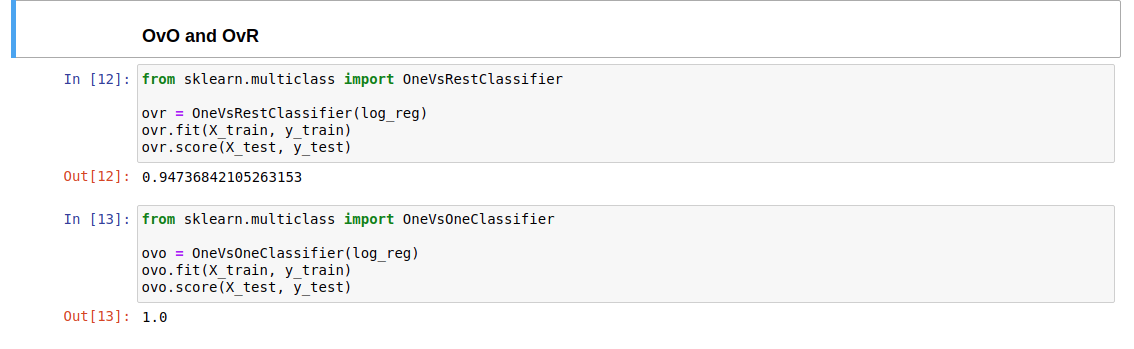 OvO and OvR
In [12]: from sklearn.multiclass import OneVsRestClassifier
ovr = OneVsRestClassifier(log_reg)
ovr.fit(X_train, y_train)
ovr.score(X_test, y_test)
Out[12]: 0.94736842105263153
In [13]: from sklearn.multiclass import OneVsOneClassifier
ovo = OneVsOneClassifier(log_reg)
ovo.fit(X_train, y_train)
ovo.score(X_test, y_test)
Out[13]: 1.0